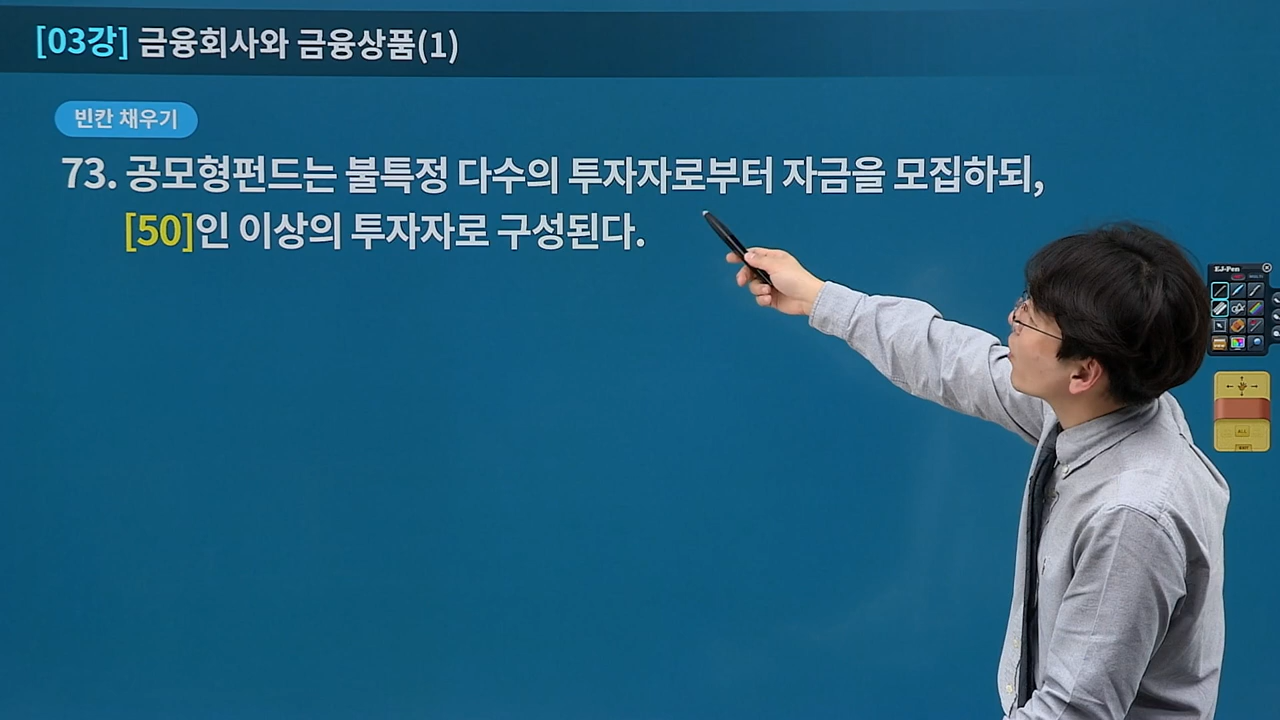 [03강] 금융회사와 금융상품(1)
빈칸 채우기
73. 공모형펀드는 불특정 다수의 투자자로부터 자금을 모집하되,
[50]인 이상의 투자자로 구성된다.
EJ-Pen
ALL